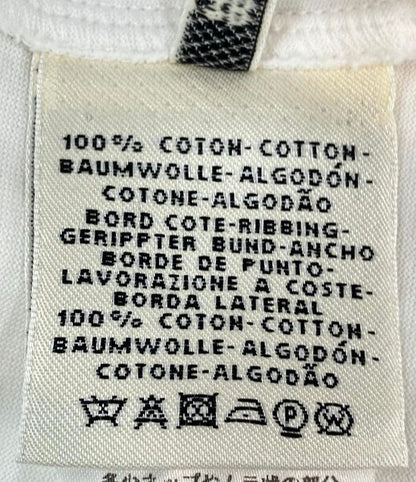 100% COTON-COTTON-
BAUMWOLLE-ALGODÓN-
COTONE-ALGODÃO
BORD COTE-RIBBING-
GERIPPTER BUND-ANCHO
BORDE DE PUNTO-
LAVORAZIONE A COSTE-
BORDA LATERAL
100% COTON-COTTON-
BAUMWOLLE-ALGODÓN-
COTONE-ALGODÃO
P W